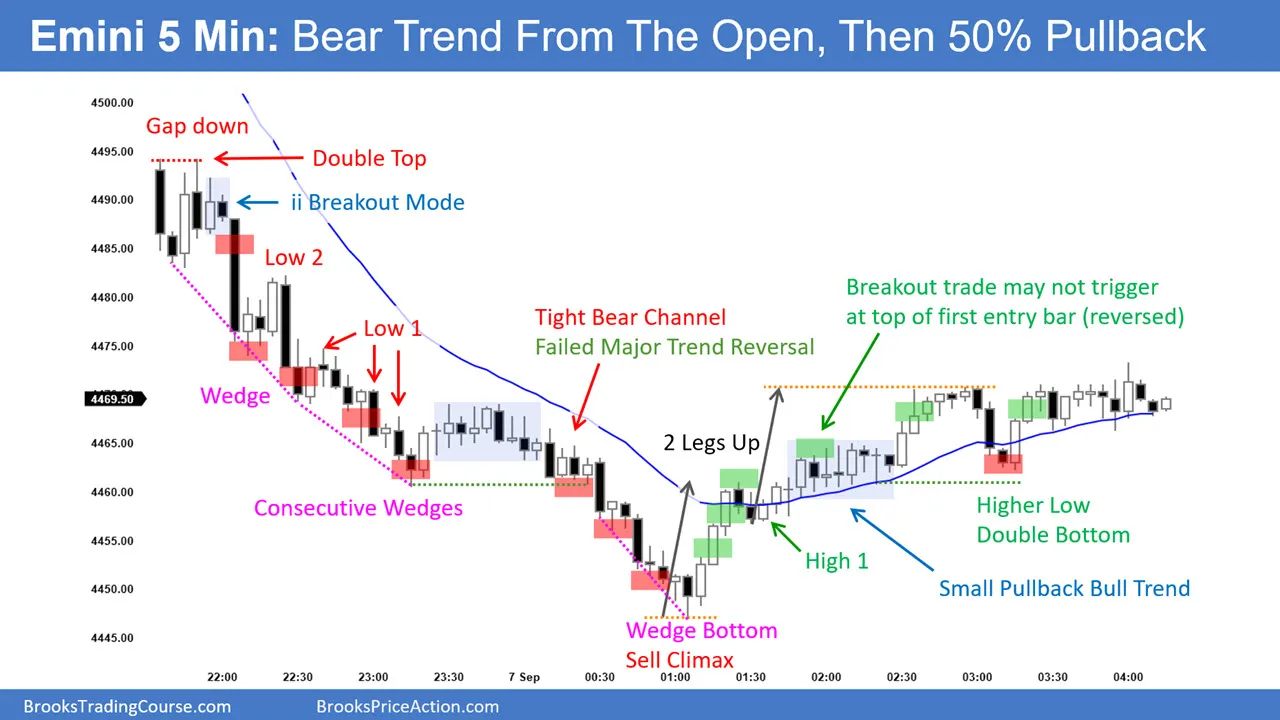 Emini 5 Min: Bear Trend From The Open, Then 50% Pullback
4500.00
4495.00
4490.00
4485.00
4480.00
4475.00
4469.50
4465.00
4460.00
4455.00
4450.00
4445.00
Gap down
Double Top
ii Breakout Mode
Low 2
Low 1
Wedge
Consecutive Wedges
Tight Bear Channel
Failed Major Trend Reversal
2 Legs Up
Breakout trade may not trigger
at top of first entry bar (reversed)
High 1
Higher Low
Double Bottom
Small Pullback Bull Trend
Wedge Bottom
Sell Climax
22:00
22:30
23:00
23:30
7 Sep
00:30
01:00
01:30
02:00
02:30
03:00
03:30
04:00
BrooksTradingCourse.com
BrooksPriceAction.com